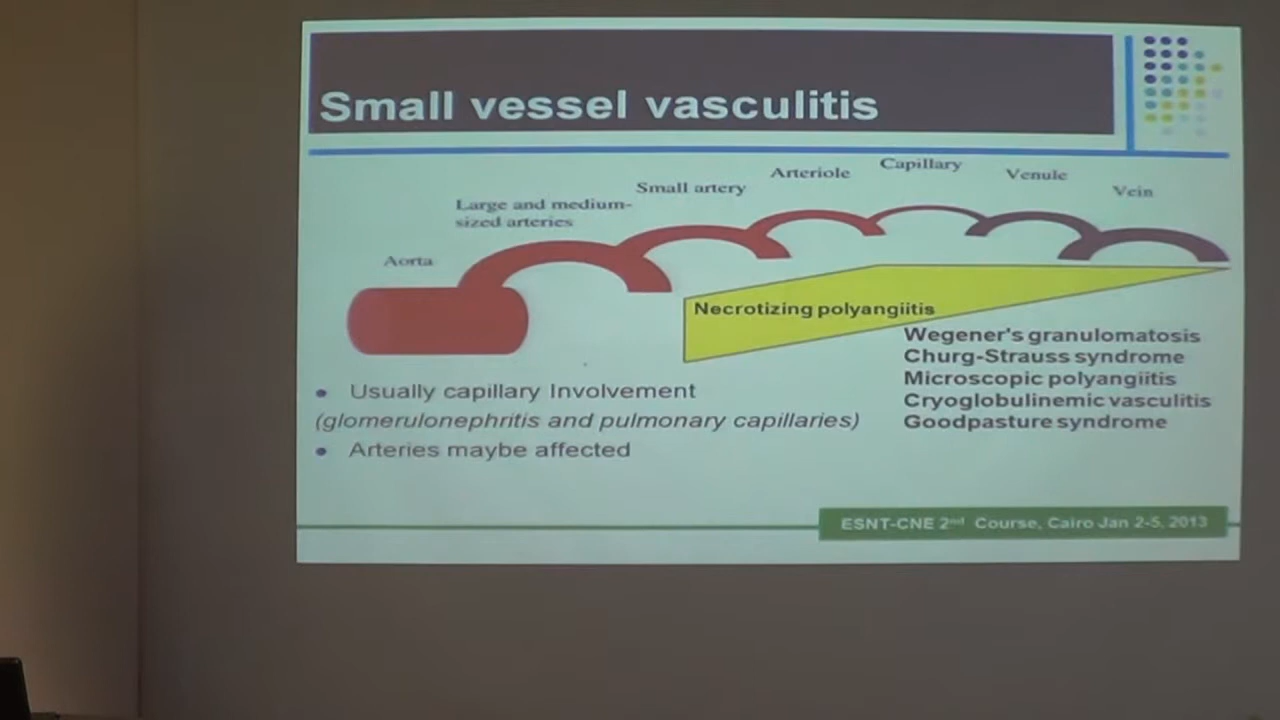 Small vessel vasculitis
Capillary
Arteriole
Venule
Small artery
Vein
Large and medium-
sized arteries
Aorta
Necrotizing polyangiitis
Wegener's granulomatosis
Churg-Strauss syndrome
Microscopic polyangiitis
Cryoglobulinemic vasculitis
Goodpasture syndrome
• Usually capillary Involvement
(glomerulonephritis and pulmonary capillaries)
• Arteries maybe affected
ESNT-CNE 2nd Course, Cairo Jan 2-5, 2013